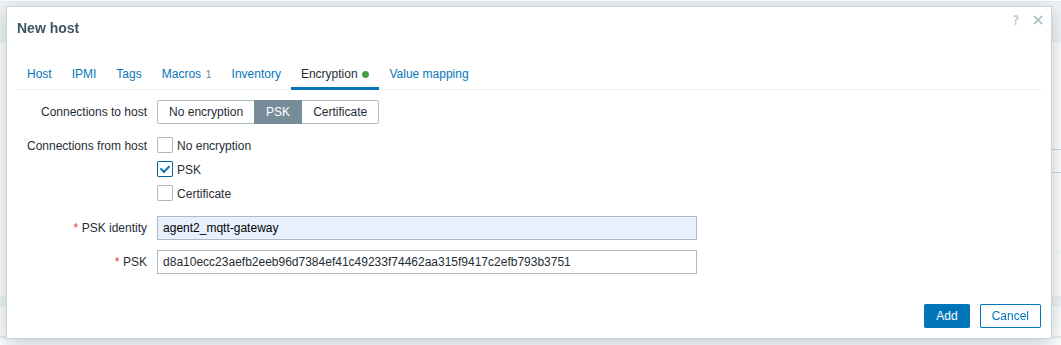 New host
?
Host IPMI Tags Macros 1 Inventory Encryption Value mapping
Connections to host No encryption PSK Certificate
Connections from host No encryption
PSK
Certificate
* PSK identity agent2_mqtt-gateway
* PSK d8a10ecc23aefb2eeb96d7384ef41c49233f74462aa315f9417c2efb793b3751
Add Cancel